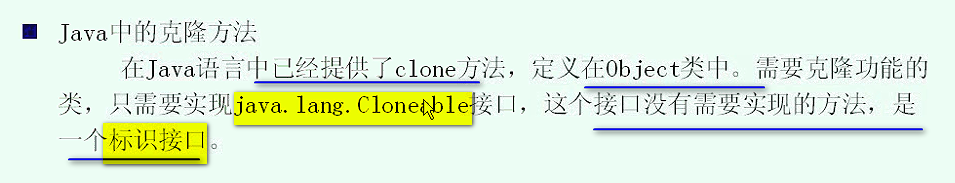 Java中的克隆方法
在Java语言中已经提供了clone方法，定义在Object类中。需要克隆功能的
类，只需要实现java.lang.Cloneable接口，这个接口没有需要实现的方法，是
一个标识接口。